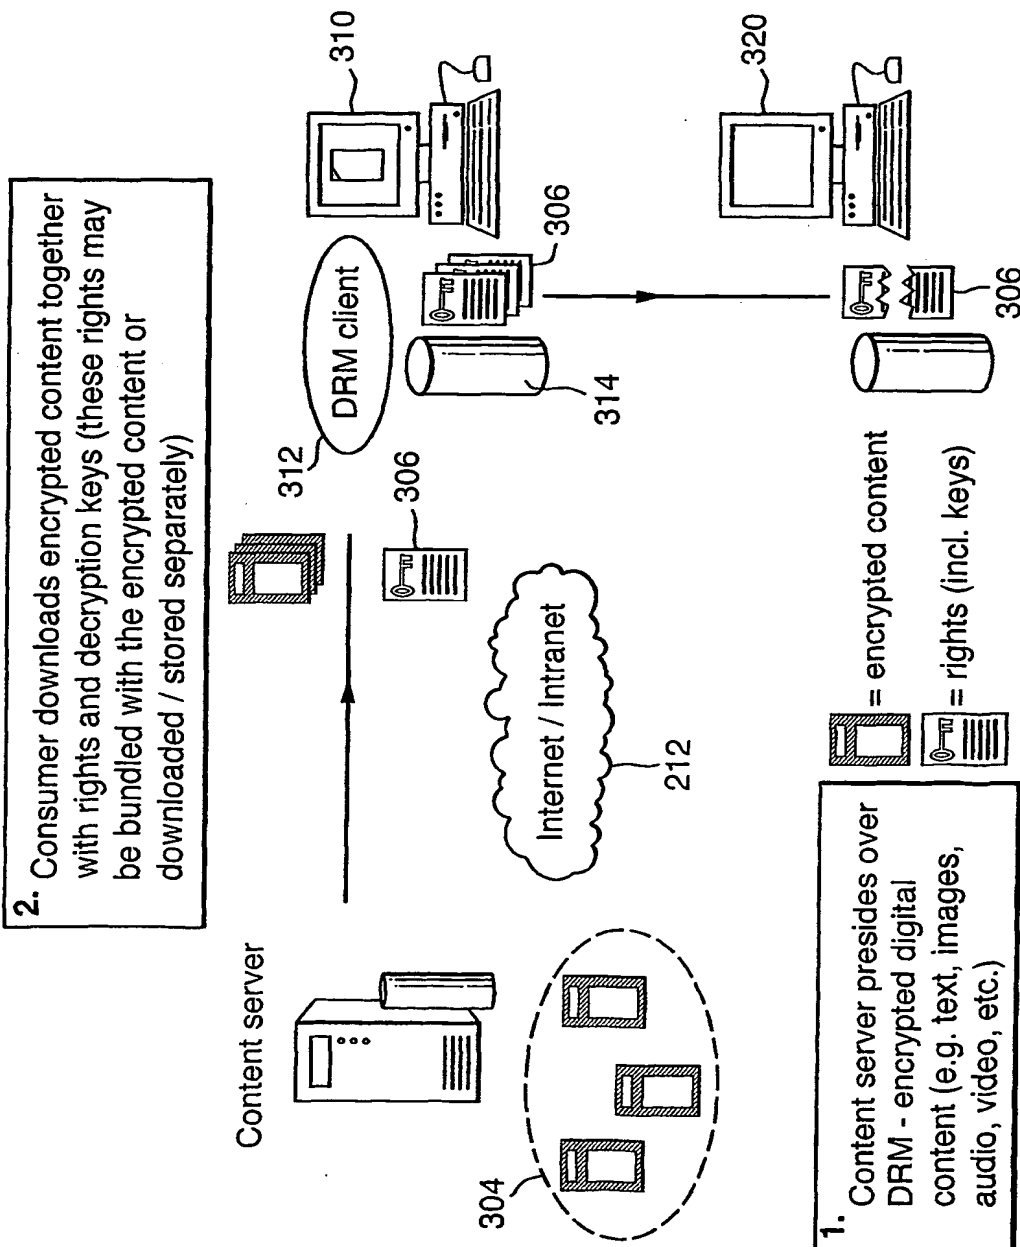 2. Consumer downloads encrypted content together
with rights and decryption keys (these rights may
be bundled with the encrypted content or
downloaded / stored separately)
Content server
304
312
DRM client
310
306
306
314
Internet / Intranet
212
320
306
1. Content server presides over
DRM - encrypted digital
content (e.g. text, images,
audio, video, etc.)
= encrypted content
= rights (incl. keys)